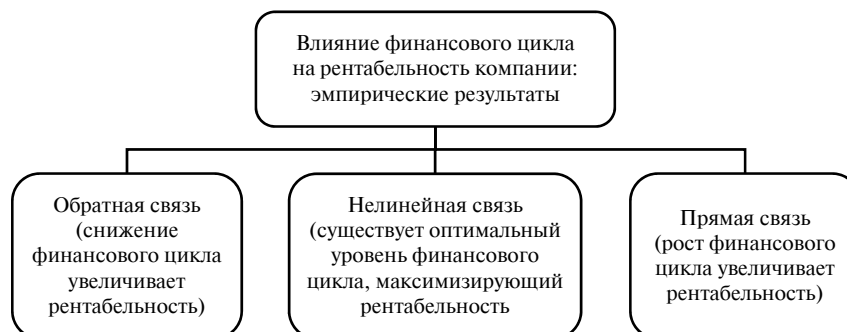 Влияние финансового цикла
на рентабельность компании:
эмпирические результаты
Обратная связь
(снижение
финансового цикла
увеличивает
рентабельность)
Нелинейная связь
(существует оптимальный
уровень финансового
цикла, максимизирующий
рентабельность
Прямая связь
(рост финансового
цикла увеличивает
рентабельность)